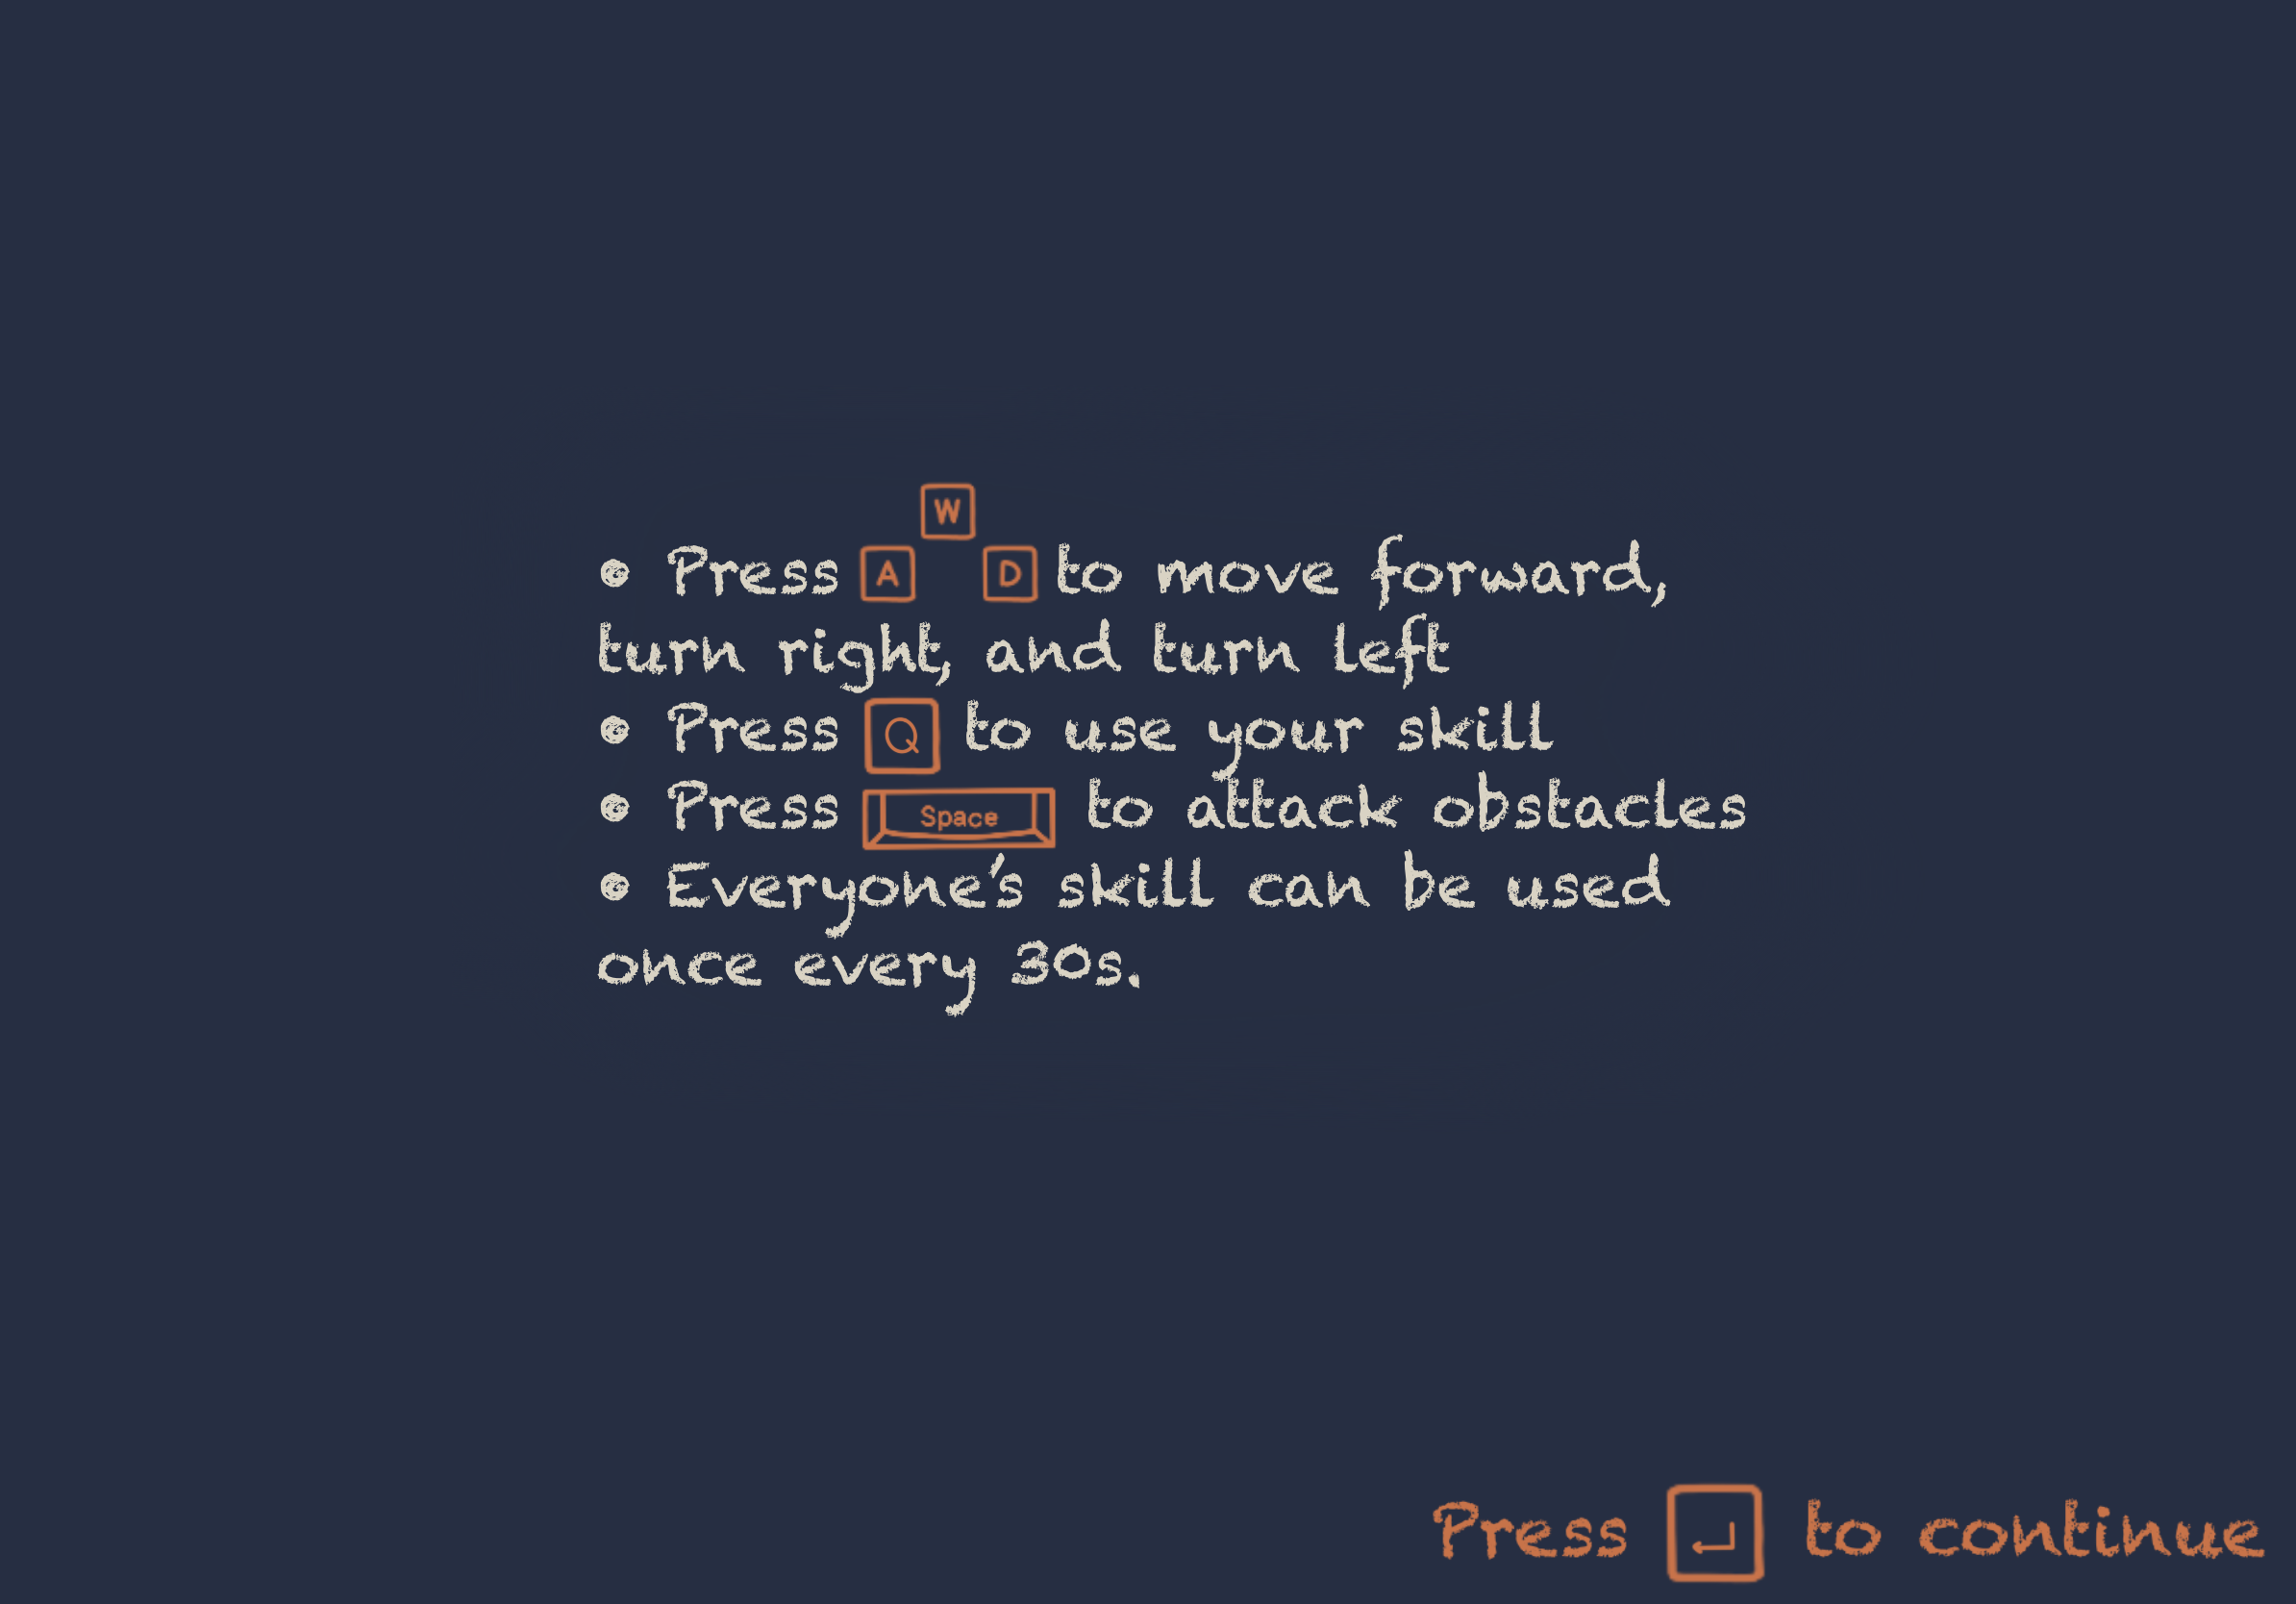 W
• Press A D to move forward,
turn right, and turn left
• Press Q to use your skill
• Press Space to attack obstacles
• Everyone's skill can be used
once every 30s.
Press ↵ to continue